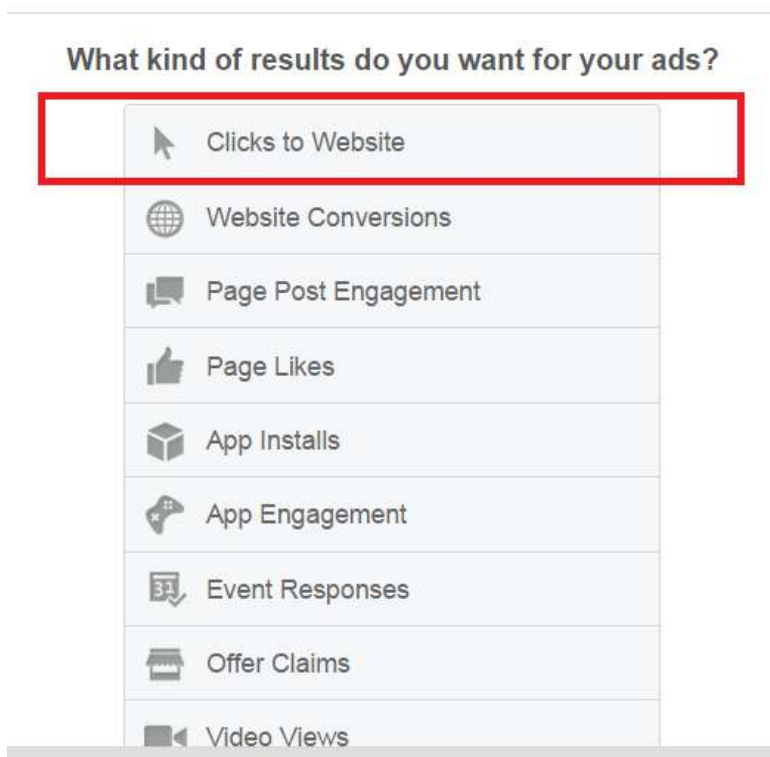 What kind of results do you want for your ads?
Clicks to Website
Website Conversions
Page Post Engagement
Page Likes
App Installs
App Engagement
31
Event Responses
Offer Claims
Video Views